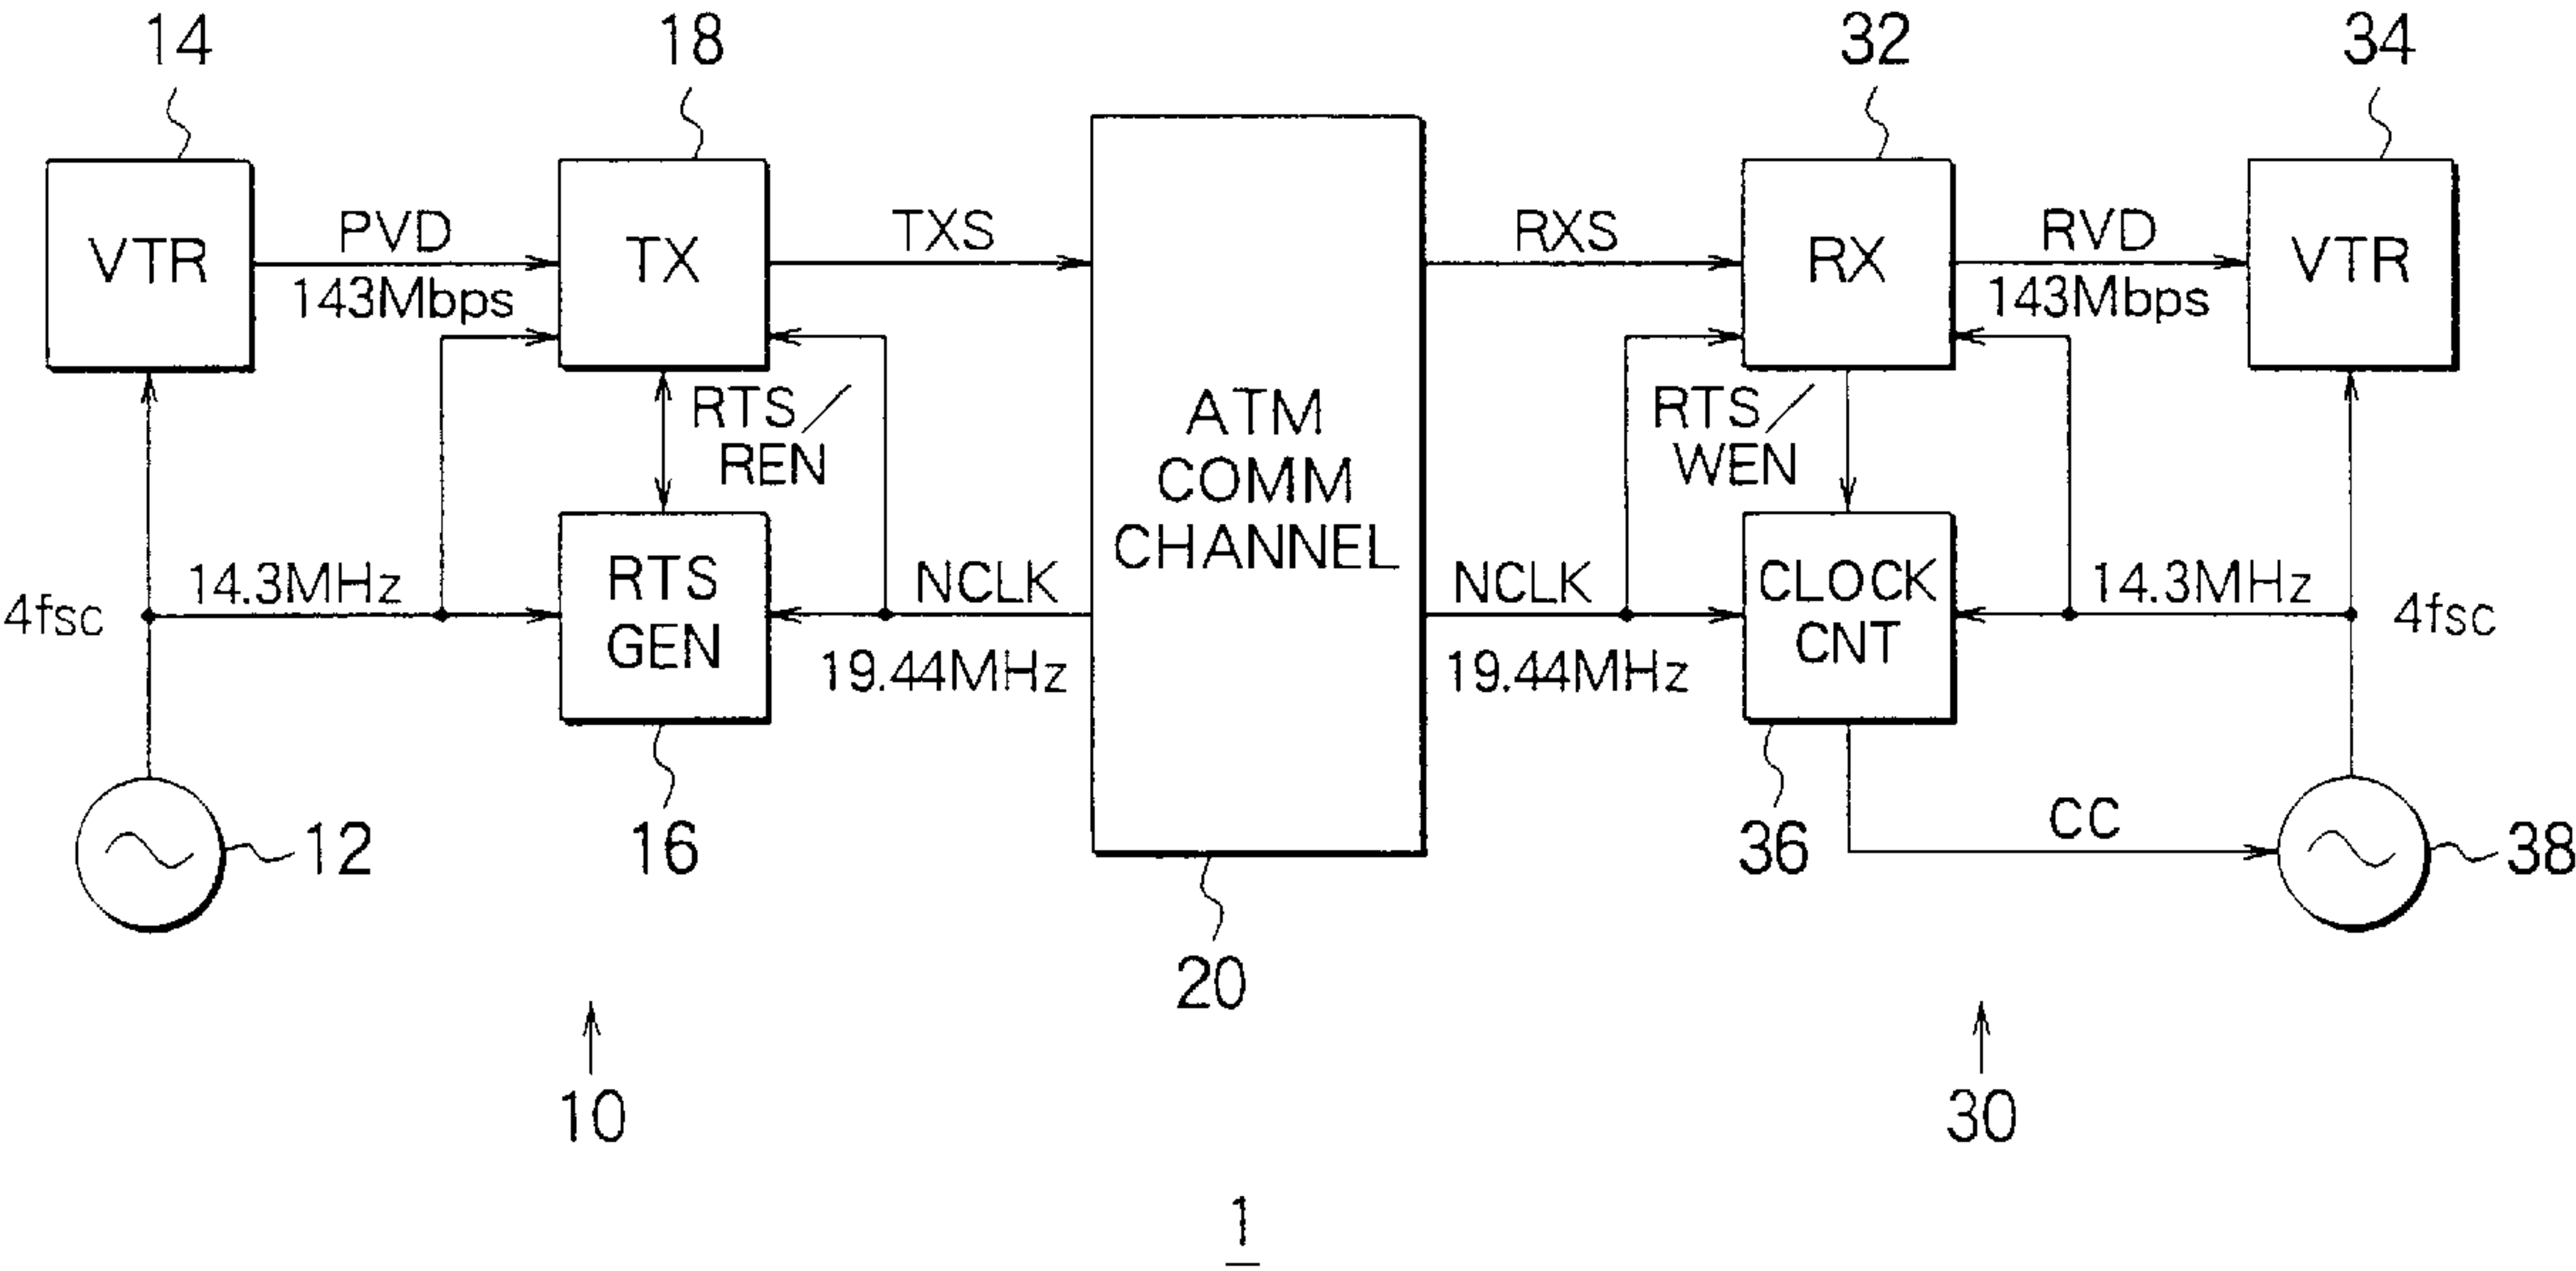 14
18
32
34
VTR
PVD
143Mbps
TX
TXS
RXS
RX
RVD
143Mbps
VTR
RTS/
REN
ATM
COMM
CHANNEL
RTS/
WEN
4fsc
14.3MHz
RTS
GEN
NCLK
19.44MHz
NCLK
19.44MHz
CLOCK
CNT
14.3MHz
4fsc
12
16
20
36
CC
38
10
30
1